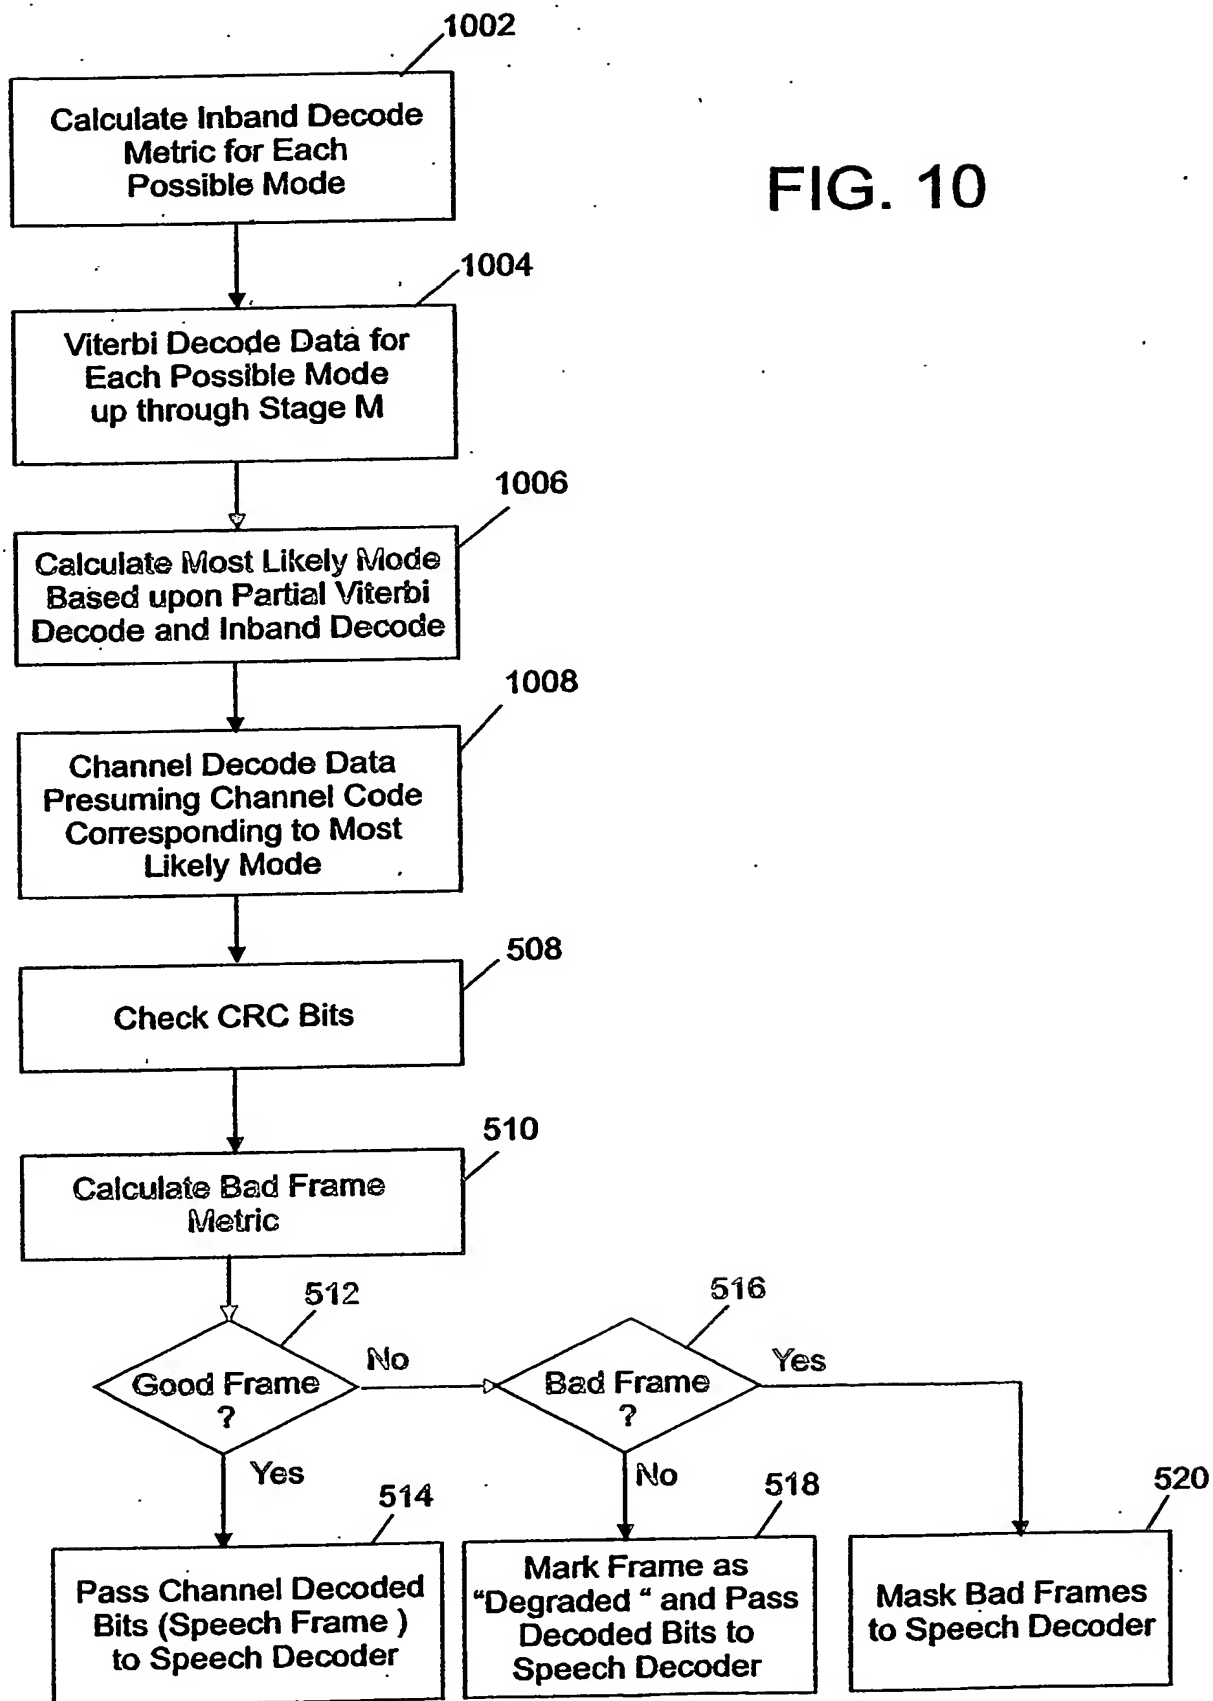 1002
Calculate Inband Decode
Metric for Each
Possible Mode
FIG. 10
1004
Viterbi Decode Data for
Each Possible Mode
up through Stage M
1006
Calculate Most Likely Mode
Based upon Partial Viterbi
Decode and Inband Decode
1008
Channel Decode Data
Presuming Channel Code
Corresponding to Most
Likely Mode
508
Check CRC Bits
510
Calculate Bad Frame
Metric
512
Good Frame
?
No
516
Bad Frame
?
Yes
Yes
No
514
Pass Channel Decoded
Bits (Speech Frame )
to Speech Decoder
518
Mark Frame as
“Degraded “ and Pass
Decoded Bits to
Speech Decoder
520
Mask Bad Frames
to Speech Decoder